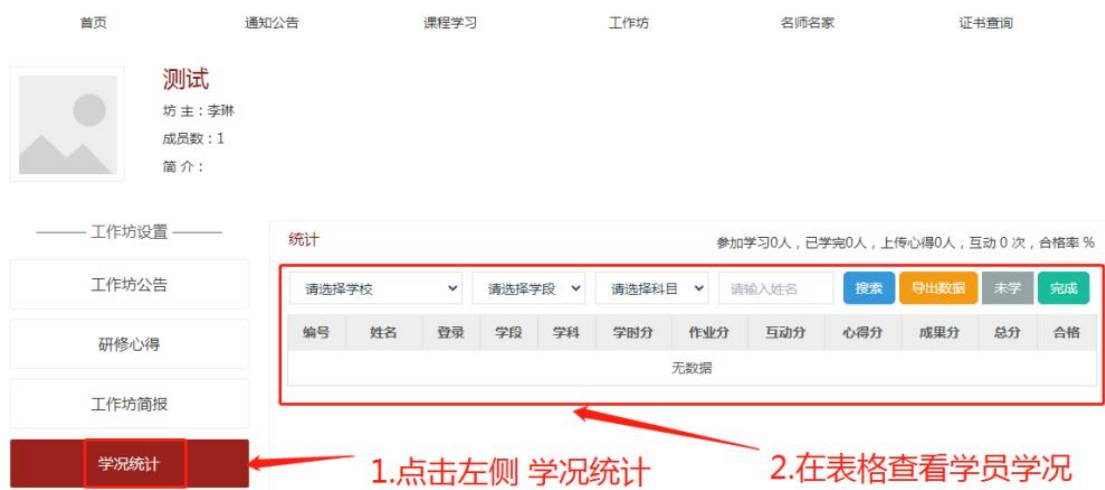 首页 通知公告 课程学习 工作坊 名师名家 证书查询
测试
坊 主：李琳
成员数：1
简 介：
工作坊设置
工作坊公告
研修心得
工作坊简报
学况统计
统计 参加学习0人，已学完0人，上传心得0人，互动 0 次，合格率 %
请选择学校 请选择学段 请选择科目 请输入姓名 搜索 导出数据 未学 完成
编号 姓名 登录 学段 学科 学时分 作业分 互动分 心得分 成果分 总分 合格
无数据
1.点击左侧 学况统计
2.在表格查看学员学况